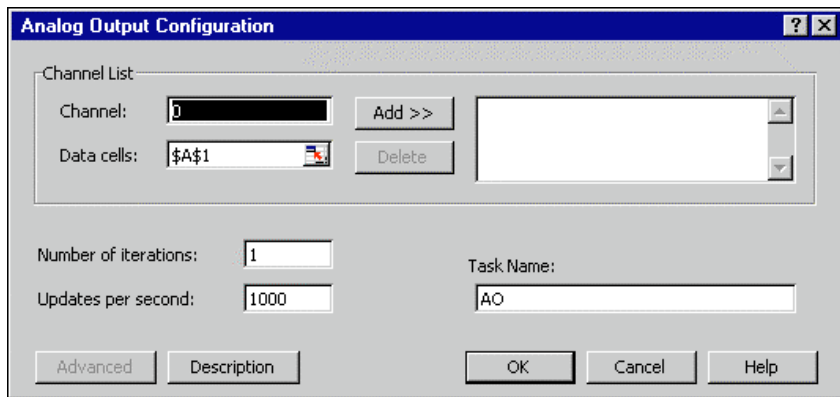 Analog Output Configuration
Channel List
Channel: 0 Add >>
Data cells: $A$1 Delete
Number of iterations: 1
Task Name:
Updates per second: 1000 AO
Advanced Description OK Cancel Help